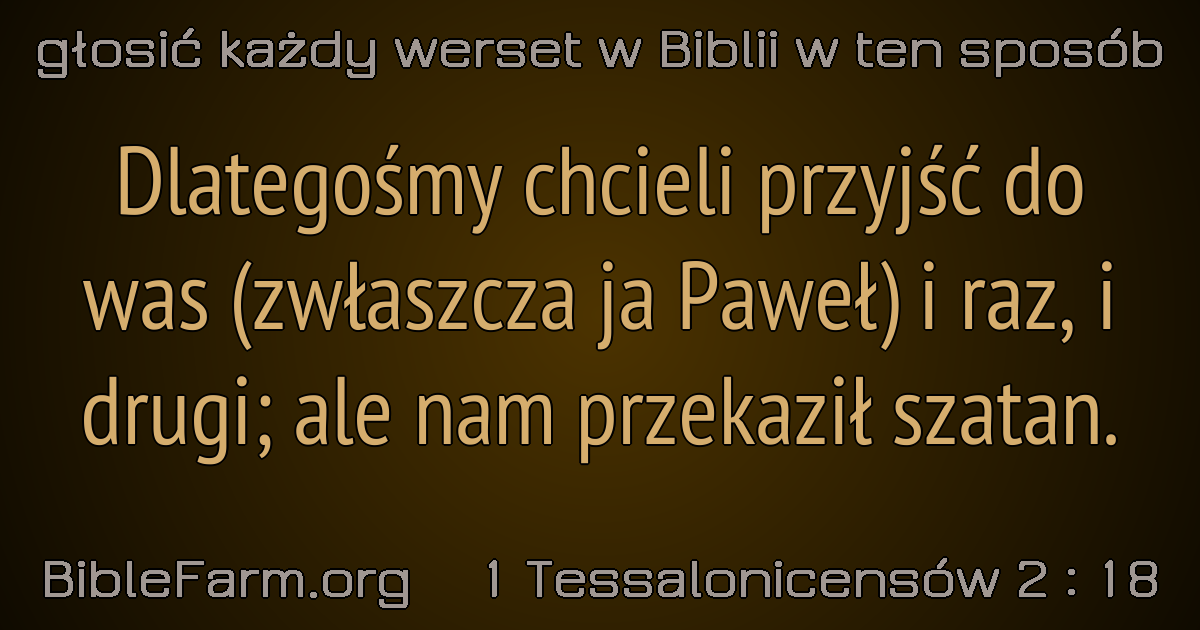 głosić każdy werset w Biblii w ten sposób
Dlategośmy chcieli przyjść do
was (zwłaszcza ja Paweł) i raz, i
drugi; ale nam przekaził szatan.
BibleFarm.org 1 Tessalonicensów 2 : 18